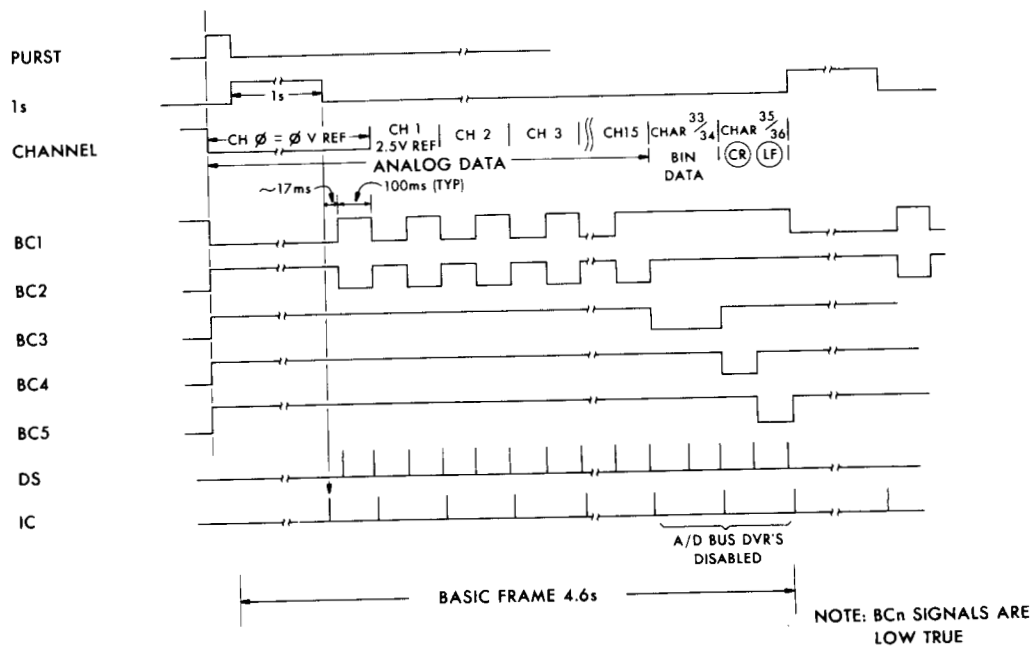 PURST
1s
1s
CHANNEL
CH Ø = Ø V REF
CH 1
2.5V REF
CH 2
CH 3
CH15
CHAR 33/34
CHAR 35/36
CR
LF
ANALOG DATA
BIN
DATA
~17ms
100ms (TYP)
BC1
BC2
BC3
BC4
BC5
DS
IC
A/D BUS DVR'S
DISABLED
BASIC FRAME 4.6s
NOTE: BCn SIGNALS ARE
LOW TRUE